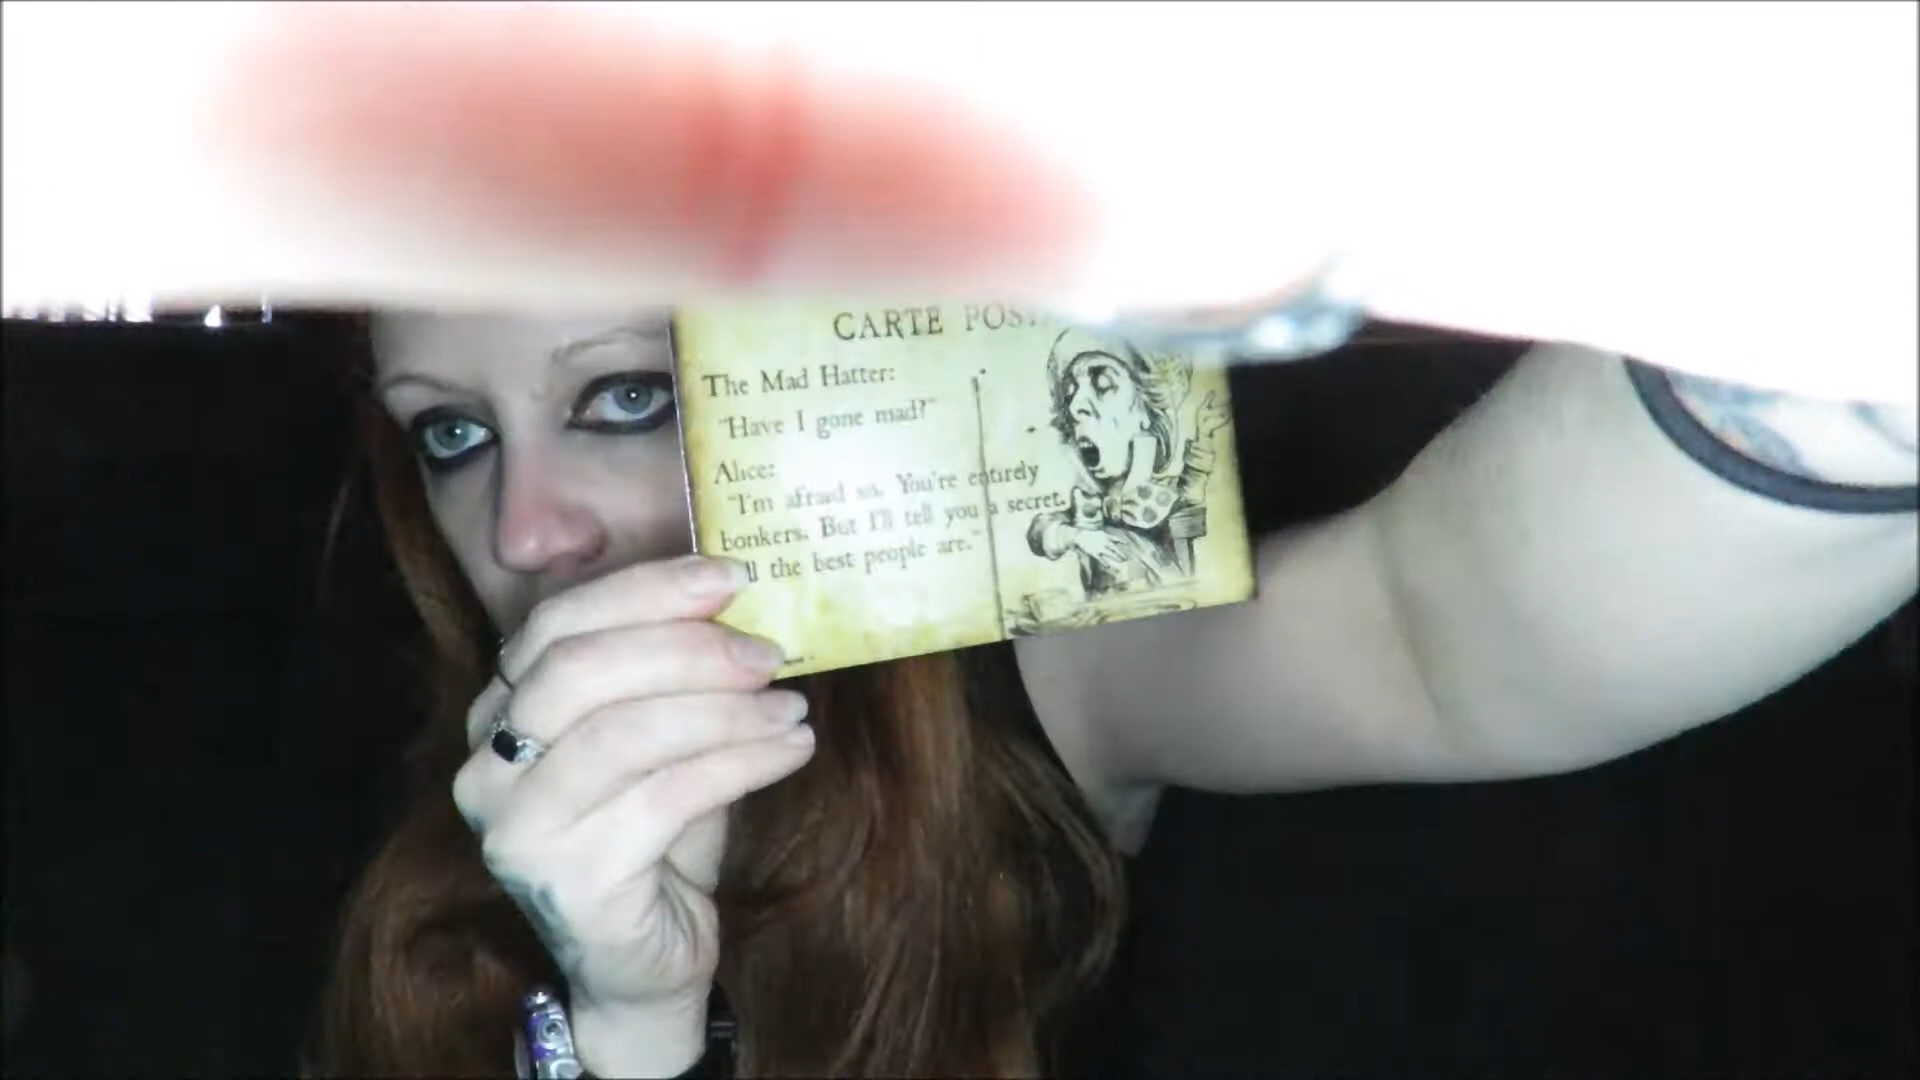 CARTE POST
The Mad Hatter:
"Have I gone mad?"
Alice:
"I'm afraid so. You're entirely
bonkers. But I'll tell you a secret.
ll the best people are."